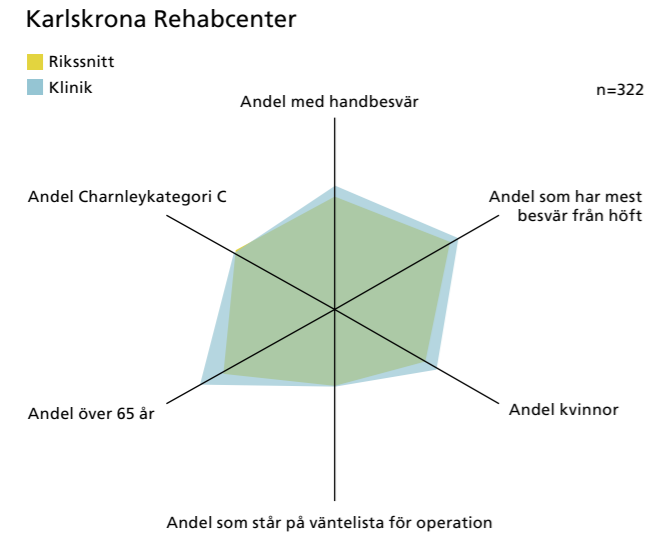 Karlskrona Rehabcenter
Rikssnitt
Klinik
n=322
Andel med handbesvär
Andel Charnleykategori C
Andel som har mest
besvär från höft
Andel över 65 år
Andel kvinnor
Andel som står på väntelista för operation